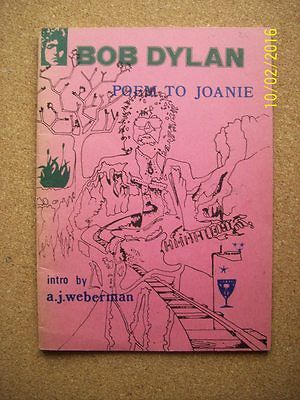 BOB DYLAN
POEM TO JOANIE
intro by
a.j.weberman
10/02/2016